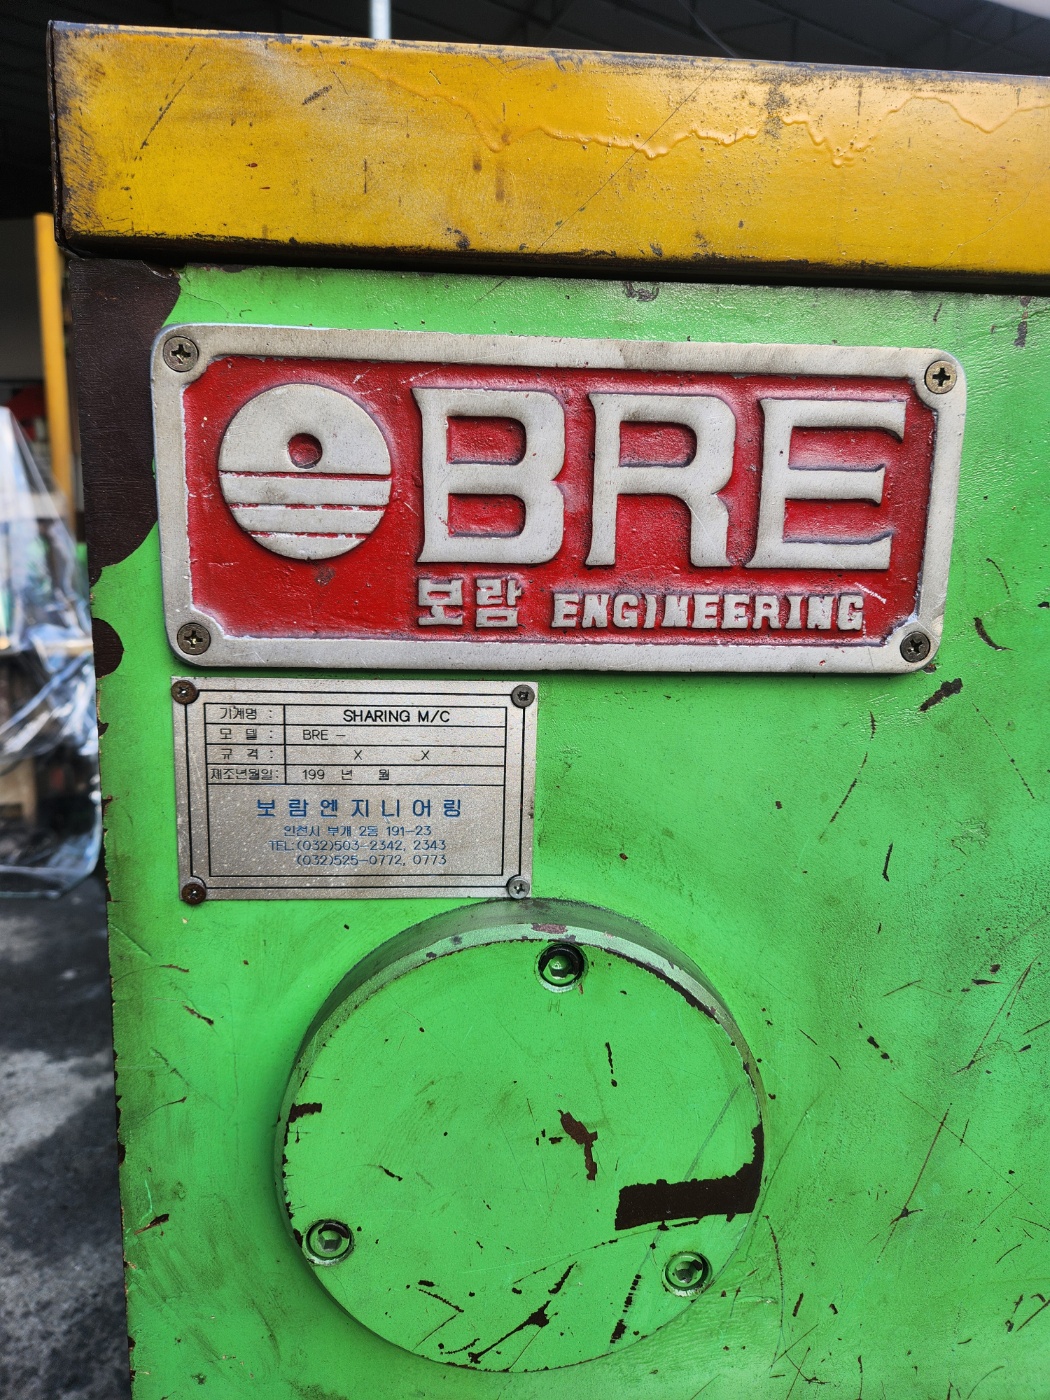 BRE
보람 ENGINEERING
기계명 : SHARING M/C
모 델 : BRE -
규 격 : X X
제조년월일: 199 년 월
보람엔지니어링
인천시 부개 2동 191-23
TEL:(032)503-2342, 2343
(032)525-0772, 0773